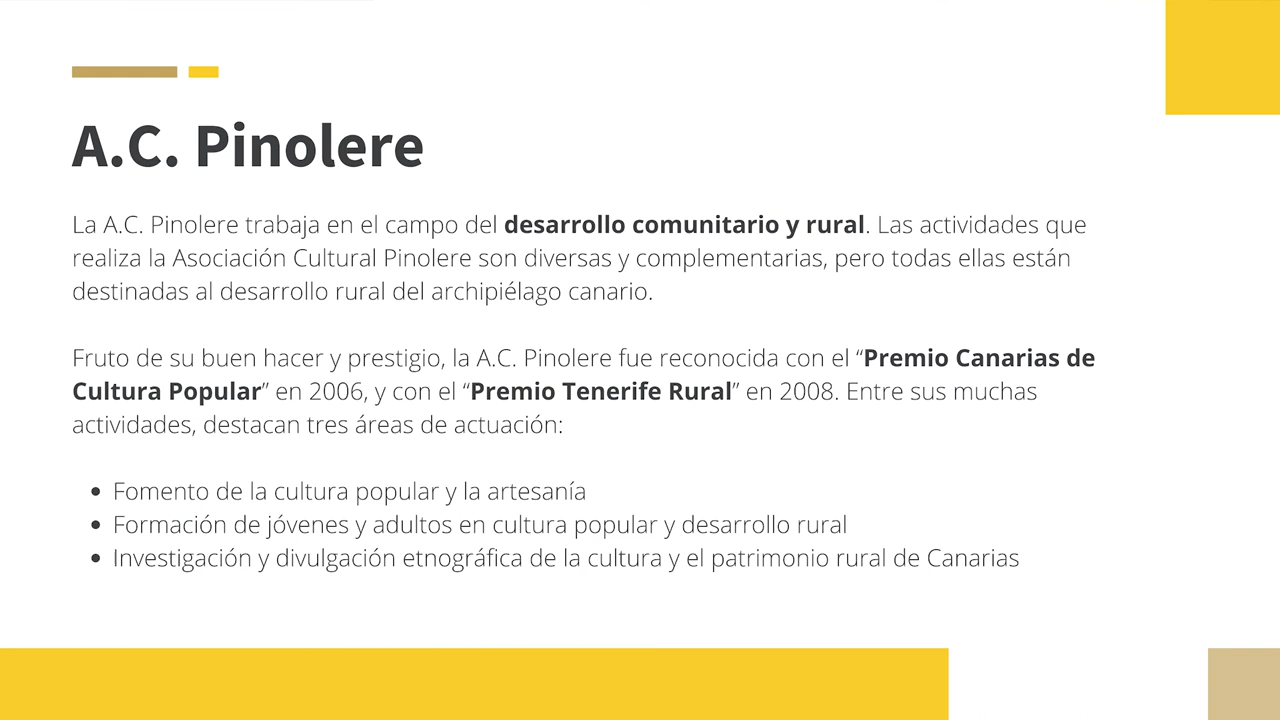 A.C. Pinolere
La A.C. Pinolere trabaja en el campo del desarrollo comunitario y rural. Las actividades que
realiza la Asociación Cultural Pinolere son diversas y complementarias, pero todas ellas están
destinadas al desarrollo rural del archipiélago canario.
Fruto de su buen hacer y prestigio, la A.C. Pinolere fue reconocida con el “Premio Canarias de
Cultura Popular” en 2006, y con el “Premio Tenerife Rural” en 2008. Entre sus muchas
actividades, destacan tres áreas de actuación:
• Fomento de la cultura popular y la artesanía
• Formación de jóvenes y adultos en cultura popular y desarrollo rural
• Investigación y divulgación etnográfica de la cultura y el patrimonio rural de Canarias